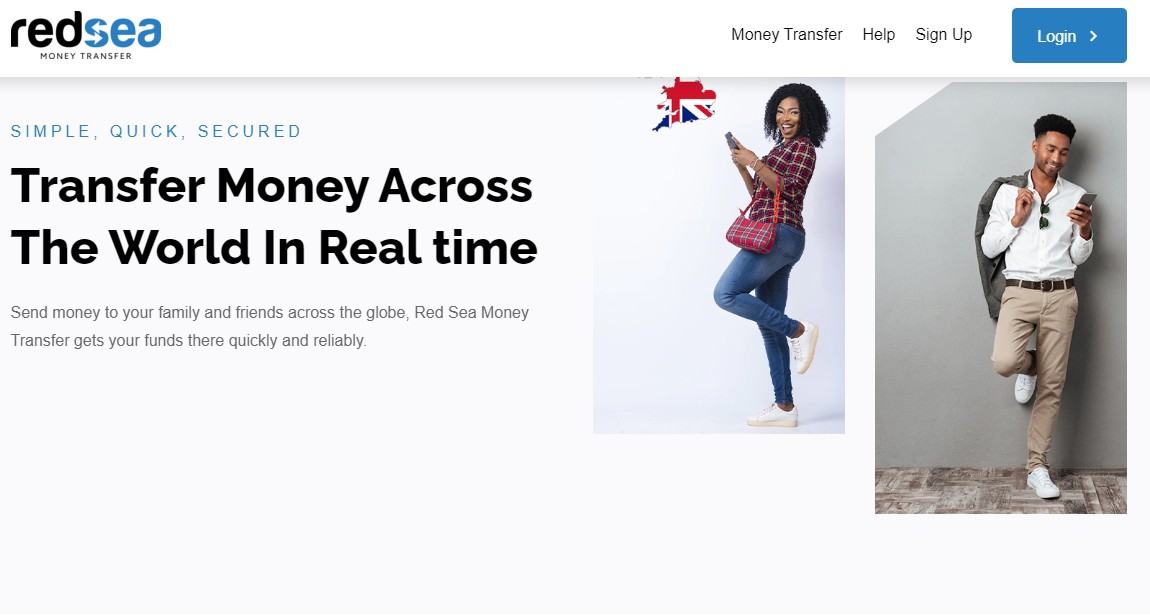 redsea
MONEY TRANSFER
Money Transfer
Help
Sign Up
Login
SIMPLE, QUICK, SECURED
Transfer Money Across
The World In Real time
Send money to your family and friends across the globe, Red Sea Money
Transfer gets your funds there quickly and reliably.